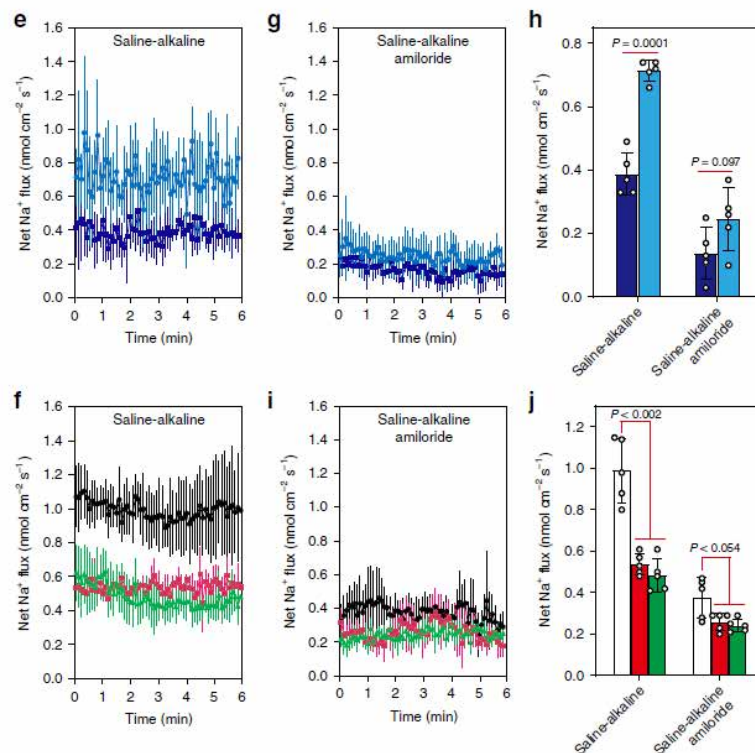 e
Saline-alkaline
Net Na⁺ flux (nmol cm⁻² s⁻¹)
1.6
1.4
1.2
1.0
0.8
0.6
0.4
0.2
0.0
0 1 2 3 4 5 6
Time (min)
g
Saline-alkaline
amiloride
Net Na⁺ flux (nmol cm⁻² s⁻¹)
1.6
1.4
1.2
1.0
0.8
0.6
0.4
0.2
0.0
0 1 2 3 4 5 6
Time (min)
h
P = 0.0001
P = 0.097
Net Na⁺ flux (nmol cm⁻² s⁻¹)
0.8
0.6
0.4
0.2
0.0
Saline-alkaline
Saline-alkaline
amiloride
f
Saline-alkaline
Net Na⁺ flux (nmol cm⁻² s⁻¹)
1.6
1.4
1.2
1.0
0.8
0.6
0.4
0.2
0.0
0 1 2 3 4 5 6
Time (min)
i
Saline-alkaline
amiloride
Net Na⁺ flux (nmol cm⁻² s⁻¹)
1.6
1.4
1.2
1.0
0.8
0.6
0.4
0.2
0.0
0 1 2 3 4 5 6
Time (min)
j
P < 0.002
P < 0.054
Net Na⁺ flux (nmol cm⁻² s⁻¹)
1.2
1.0
0.8
0.6
0.4
0.2
0.0
Saline-alkaline
Saline-alkaline
amiloride